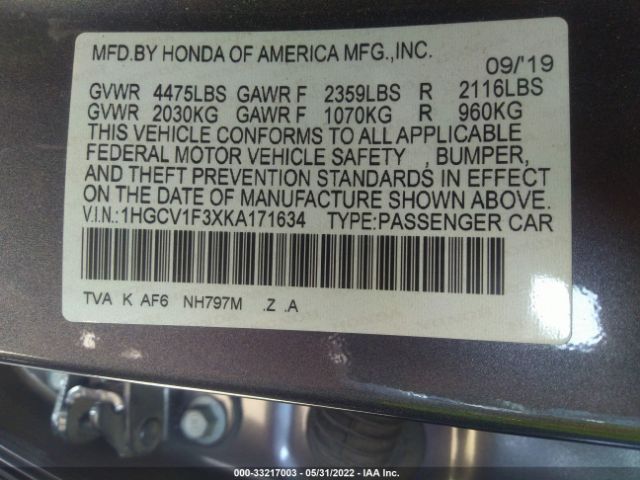 MFD.BY HONDA OF AMERICA MFG.,INC. 09/'19
GVWR 4475LBS GAWR F 2359LBS R 2116LBS
GVWR 2030KG GAWR F 1070KG R 960KG
THIS VEHICLE CONFORMS TO ALL APPLICABLE
FEDERAL MOTOR VEHICLE SAFETY , BUMPER,
AND THEFT PREVENTION STANDARDS IN EFFECT
ON THE DATE OF MANUFACTURE SHOWN ABOVE.
V.I.N.:1HGCV1F3XKA171634 TYPE:PASSENGER CAR
TVA K AF6 NH797M .Z .A
000-33217003 - 05/31/2022 - IAA Inc.